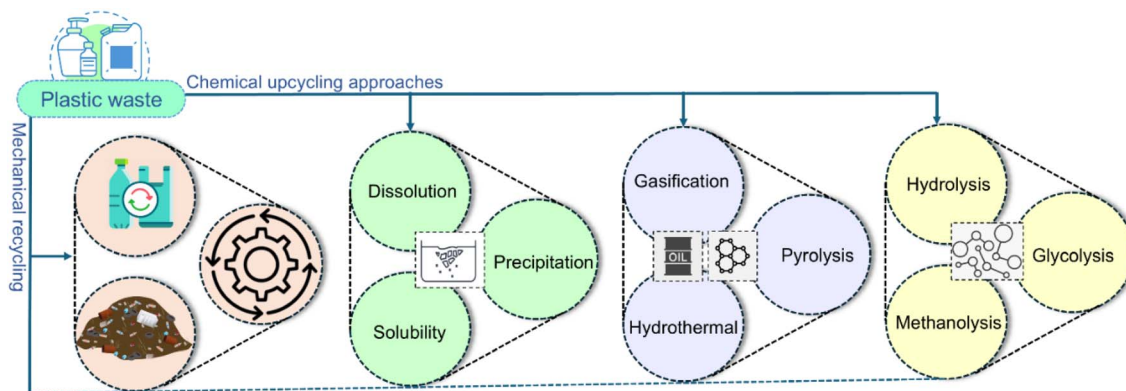 Chemical upcycling approaches
Plastic waste
Mechanical recycling
Dissolution
Precipitation
Solubility
Gasification
OIL
Pyrolysis
Hydrothermal
Hydrolysis
Glycolysis
Methanolysis